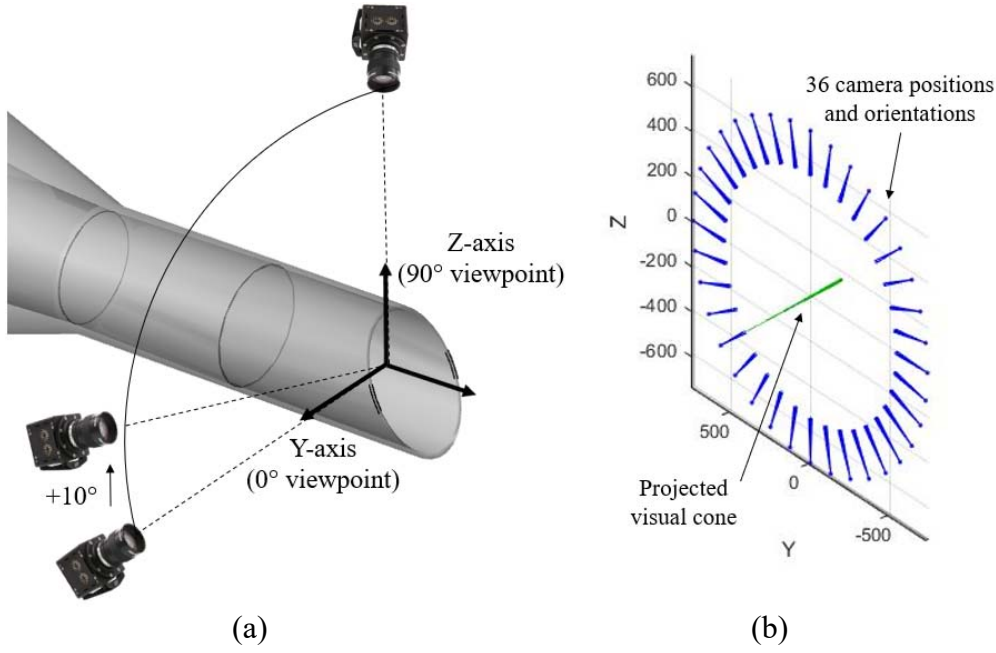 Z-axis
(90° viewpoint)
Y-axis
(0° viewpoint)
+10°
(a)
36 camera positions
and orientations
600
400
200
0
-200
-400
-600
Z
500
0
-500
Y
Projected
visual cone
(b)